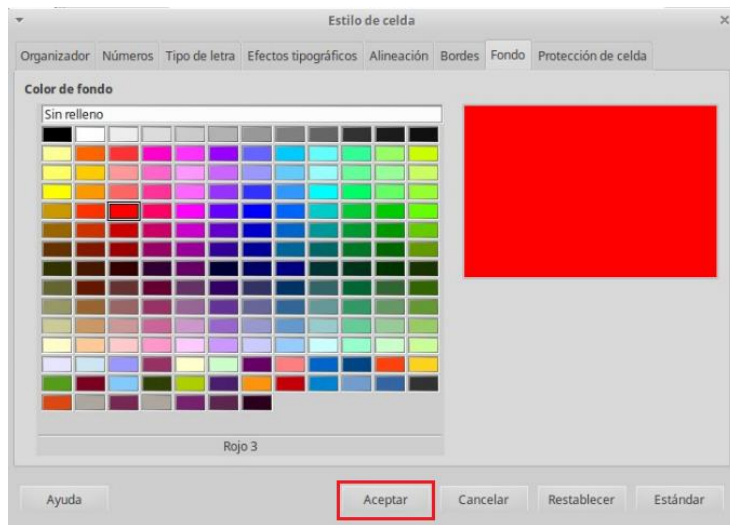 Estilo de celda
Organizador Números Tipo de letra Efectos tipográficos Alineación Bordes Fondo Protección de celda
Color de fondo
Sin relleno
Rojo 3
Ayuda Aceptar Cancelar Restablecer Estándar